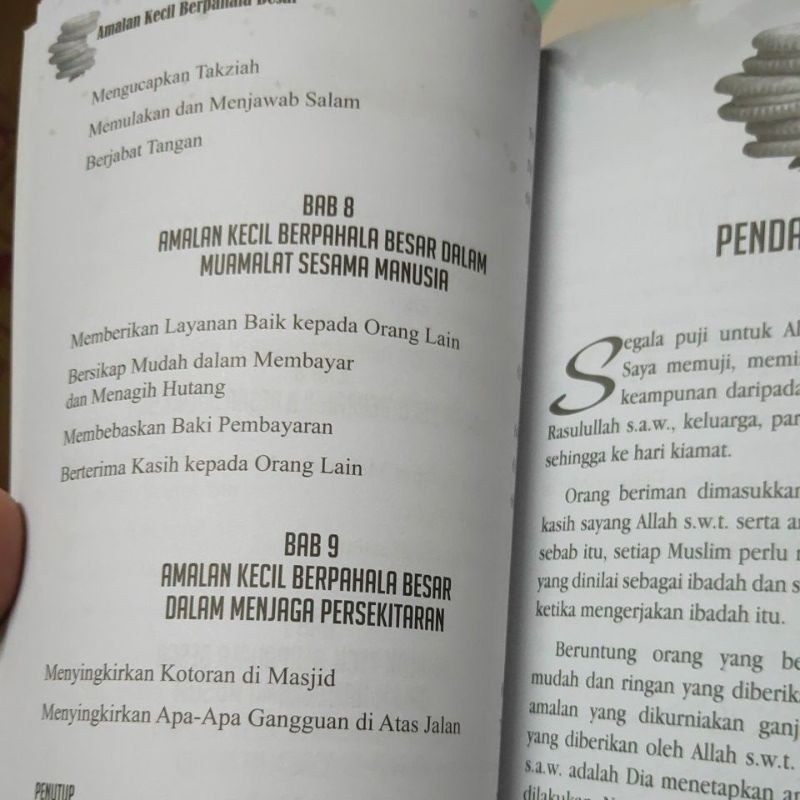 Amalan Kecil Berpahala Besar
Mengucapkan Takziah
Memulakan dan Menjawab Salam
Berjabat Tangan
BAB 8
AMALAN KECIL BERPAHALA BESAR DALAM
MUAMALAT SESAMA MANUSIA
Memberikan Layanan Baik kepada Orang Lain
Bersikap Mudah dalam Membayar
dan Menagih Hutang
Membebaskan Baki Pembayaran
Berterima Kasih kepada Orang Lain
BAB 9
AMALAN KECIL BERPAHALA BESAR
DALAM MENJAGA PERSEKITARAN
Menyingkirkan Kotoran di Masjid
Menyingkirkan Apa-Apa Gangguan di Atas Jalan
PENUTUP
PENDA
Segala puji untuk Al
Saya memuji, memi
keampunan daripada
Rasulullah s.a.w., keluarga, par
sehingga ke hari kiamat.
Orang beriman dimasukkan
kasih sayang Allah s.w.t. serta a
sebab itu, setiap Muslim perlu
yang dinilai sebagai ibadah dan s
ketika mengerjakan ibadah itu.
Beruntung orang yang be
mudah dan ringan yang diberik
amalan yang dikurniakan ganj
yang diberikan oleh Allah s.w.t.
s.a.w. adalah Dia menetapkan a
dilakukan